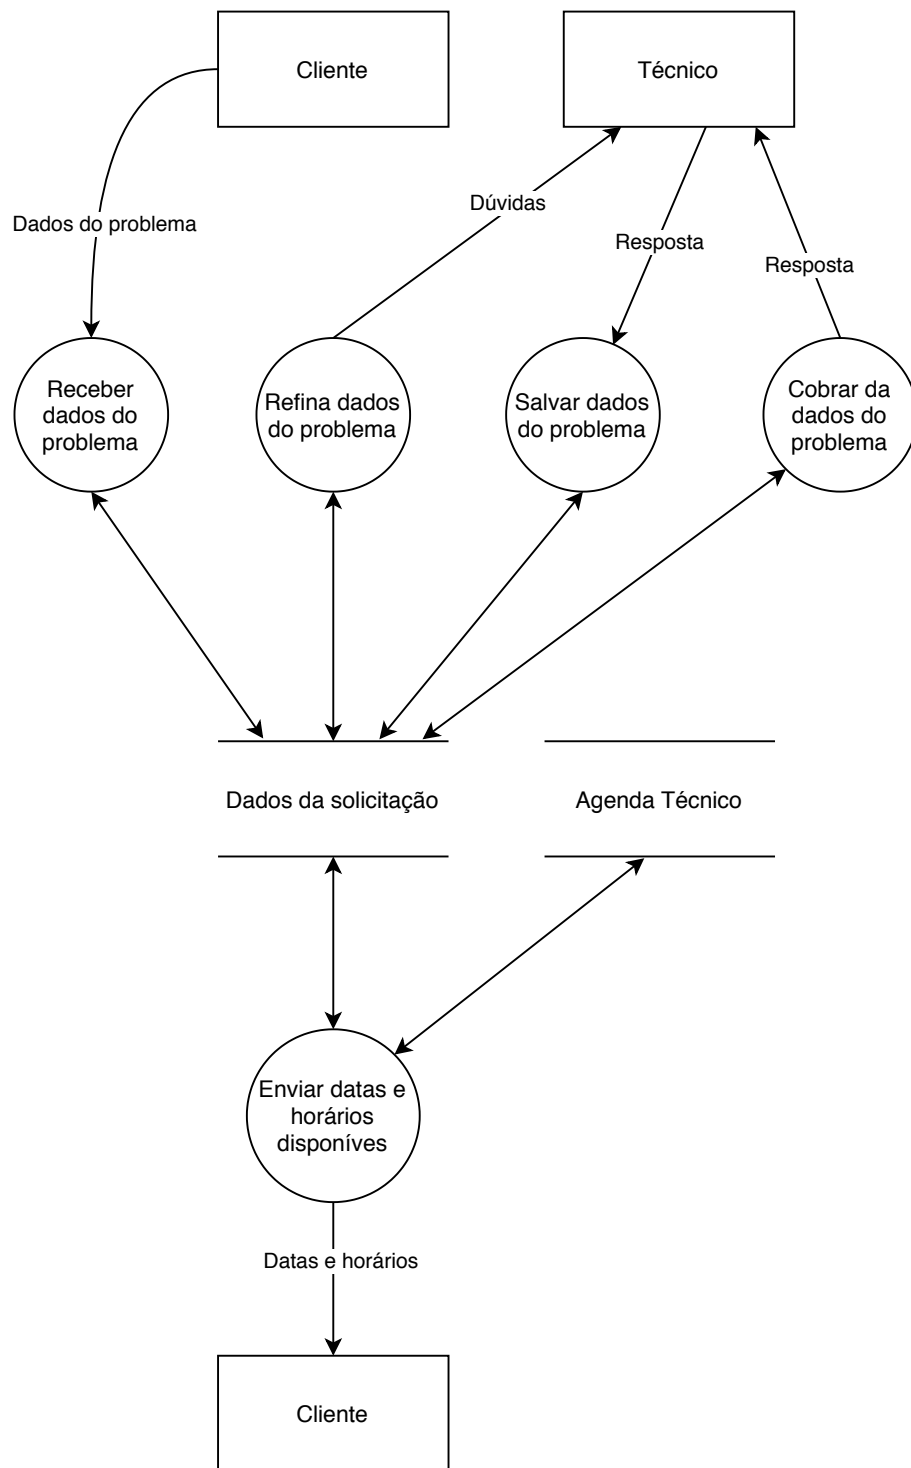 Cliente
Técnico
Dúvidas
Dados do problema
Resposta
Resposta
Receber
dados do
problema
Refina dados
do problema
Salvar dados
do problema
Cobrar da
dados do
problema
Dados da solicitação
Agenda Técnico
Enviar datas e
horários
disponíves
Datas e horários
Cliente